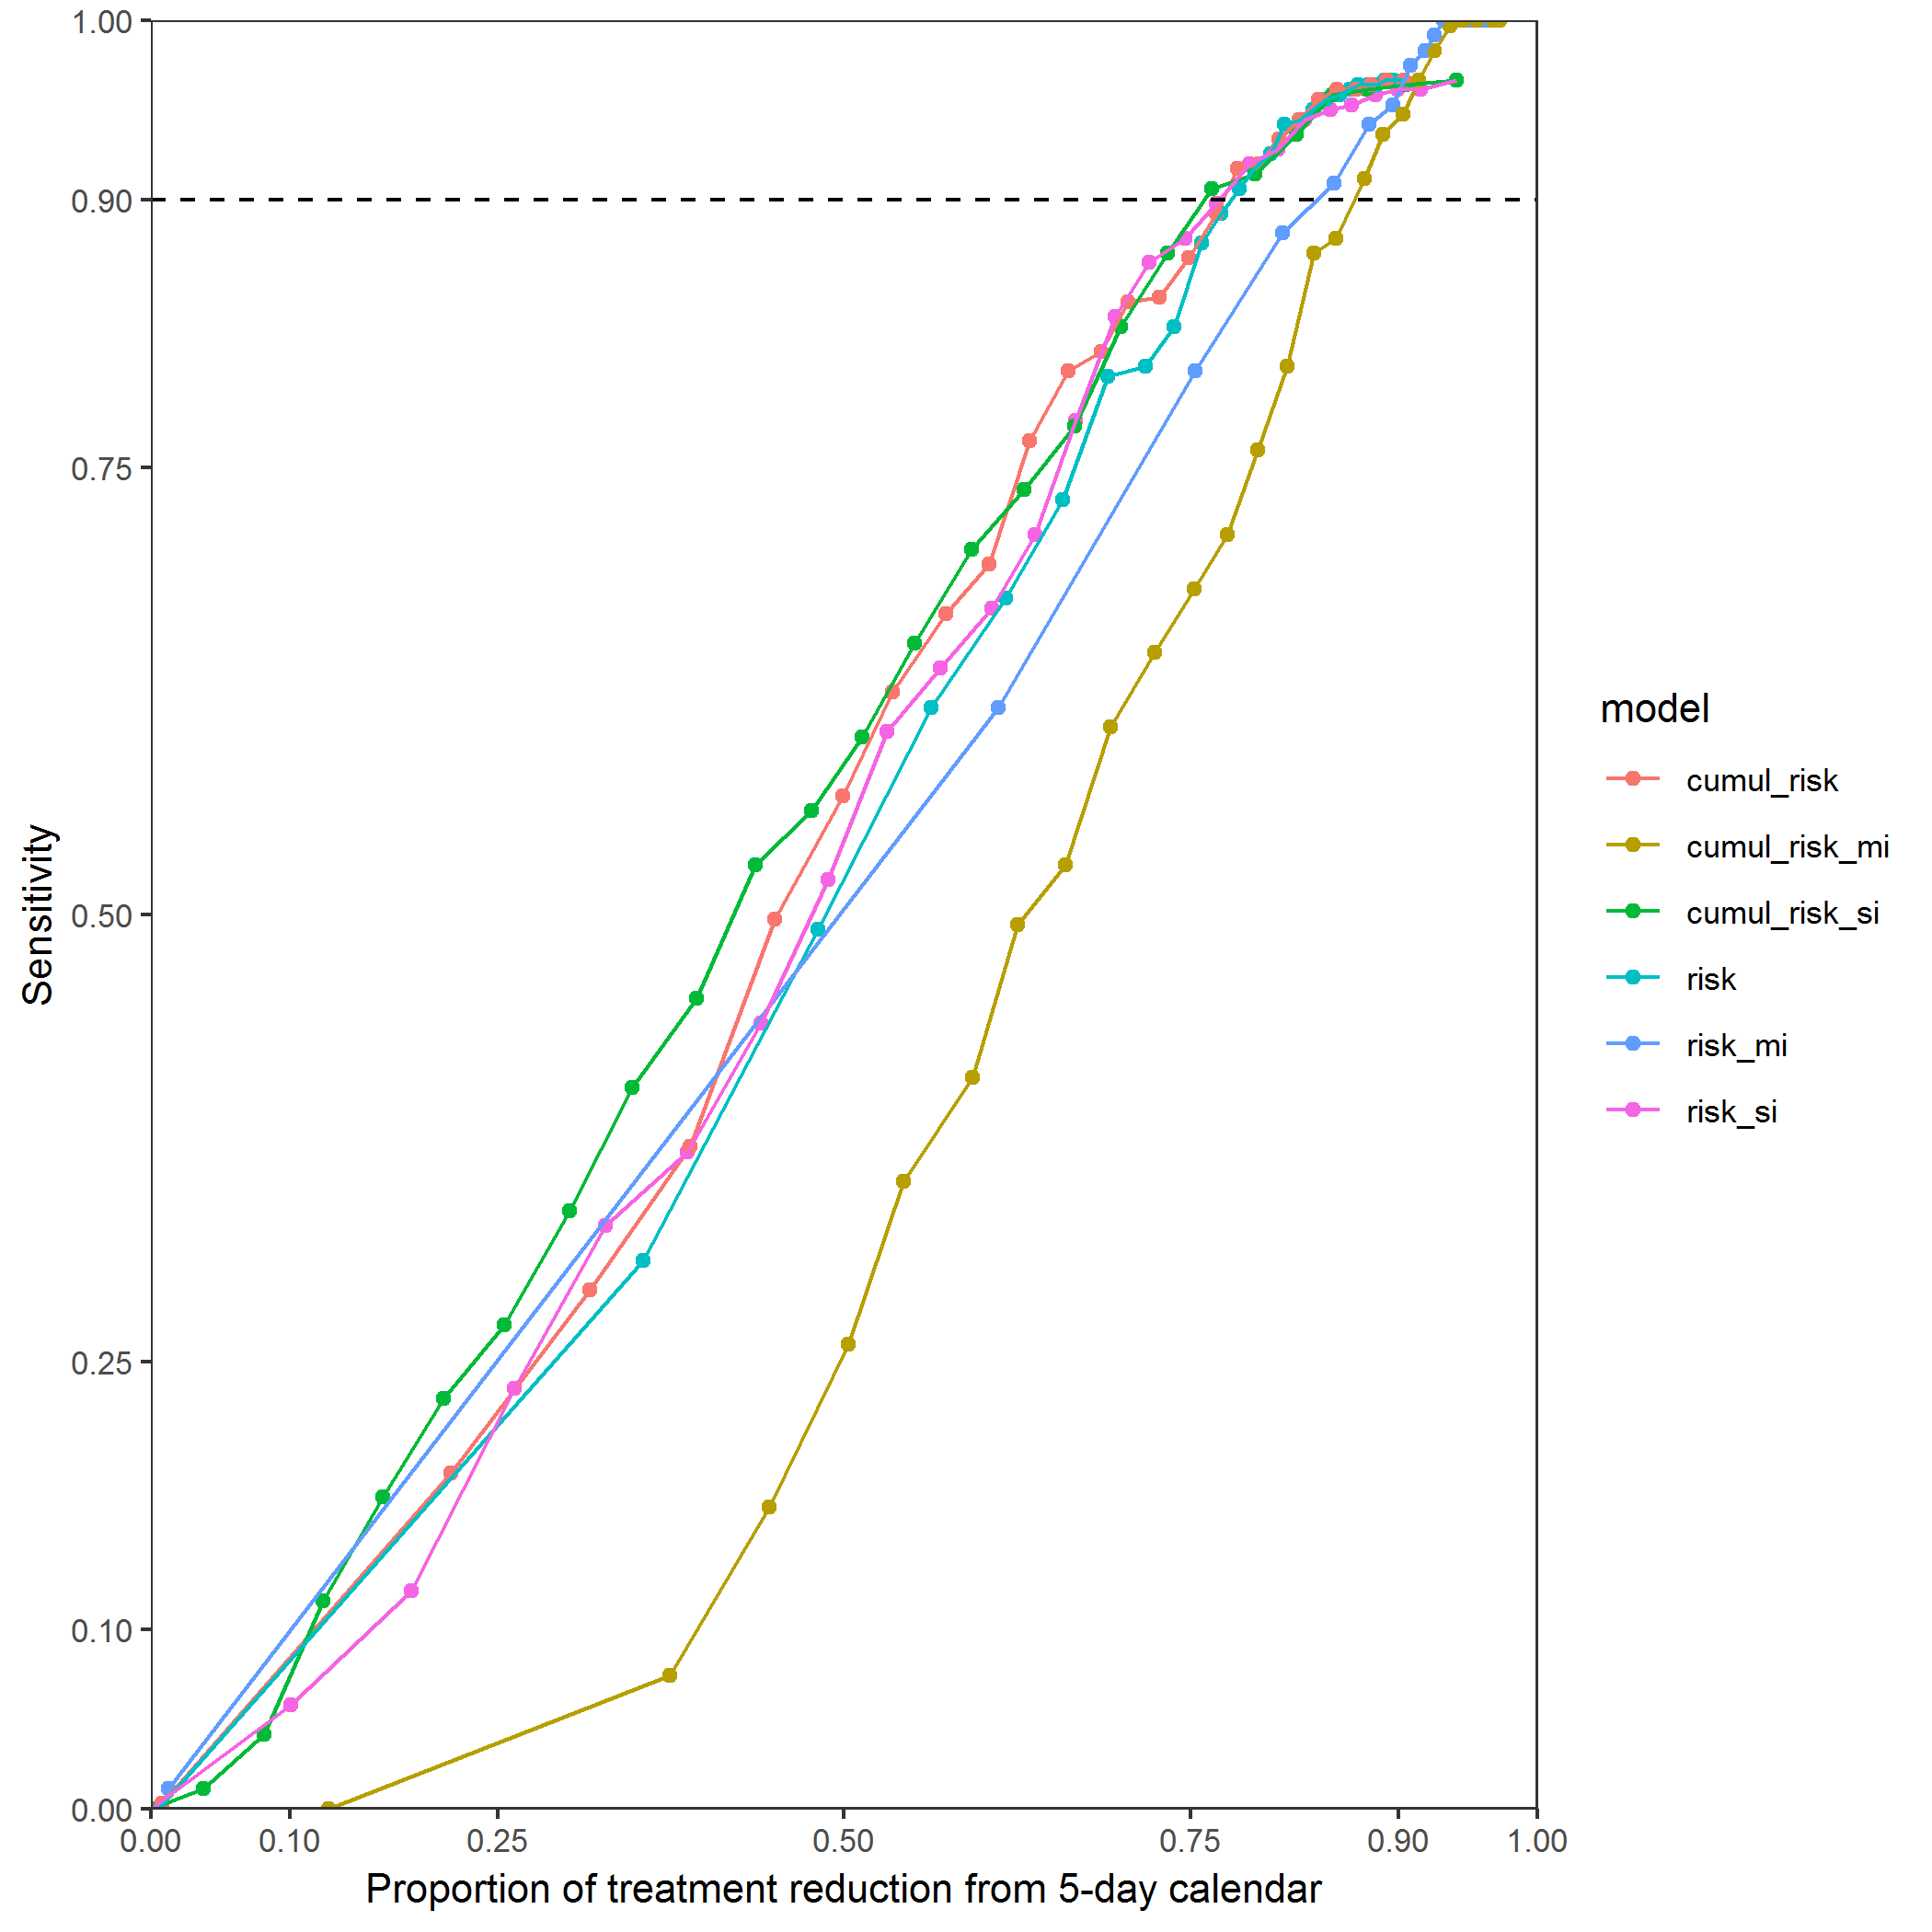 1.00
0.90
0.75
0.50
0.25
0.10
0.00
Sensitivity
0.00 0.10 0.25 0.50 0.75 0.90 1.00
Proportion of treatment reduction from 5-day calendar
model
cumul_risk
cumul_risk_mi
cumul_risk_si
risk
risk_mi
risk_si